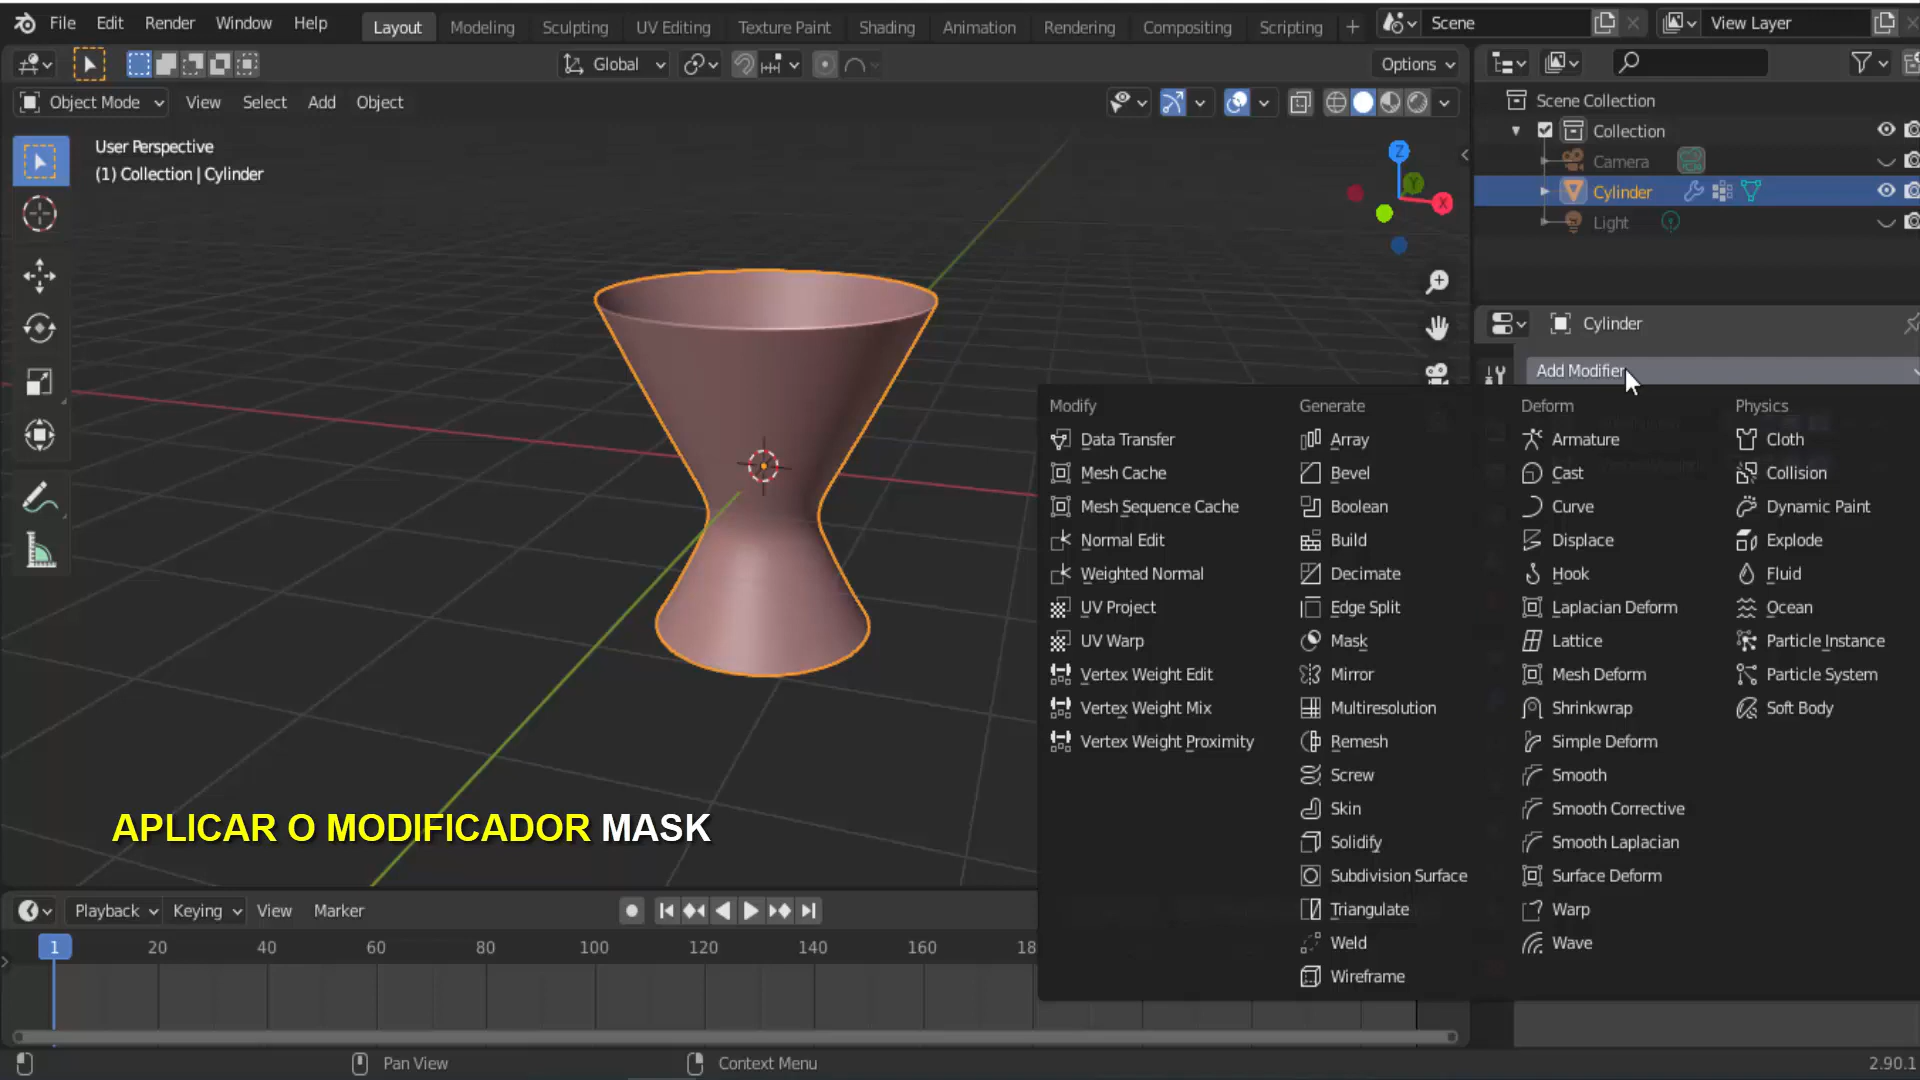 File Edit Render Window Help Layout Modeling Sculpting UV Editing Texture Paint Shading Animation Rendering Compositing Scripting + Scene View Layer
Global Options
Object Mode View Select Add Object
User Perspective
(1) Collection | Cylinder
Z
Y
X
Scene Collection
Collection
Camera
Cylinder
Light
Cylinder
Add Modifier
Modify
Data Transfer
Mesh Cache
Mesh Sequence Cache
Normal Edit
Weighted Normal
UV Project
UV Warp
Vertex Weight Edit
Vertex Weight Mix
Vertex Weight Proximity
Generate
Array
Bevel
Boolean
Build
Decimate
Edge Split
Mask
Mirror
Multiresolution
Remesh
Screw
Skin
Solidify
Subdivision Surface
Triangulate
Weld
Wireframe
Deform
Armature
Cast
Curve
Displace
Hook
Laplacian Deform
Lattice
Mesh Deform
Shrinkwrap
Simple Deform
Smooth
Smooth Corrective
Smooth Laplacian
Surface Deform
Warp
Wave
Physics
Cloth
Collision
Dynamic Paint
Explode
Fluid
Ocean
Particle Instance
Particle System
Soft Body
APLICAR O MODIFICADOR MASK
Playback Keying View Marker
1 20 40 60 80 100 120 140 160 18
Pan View Context Menu 2.90.1